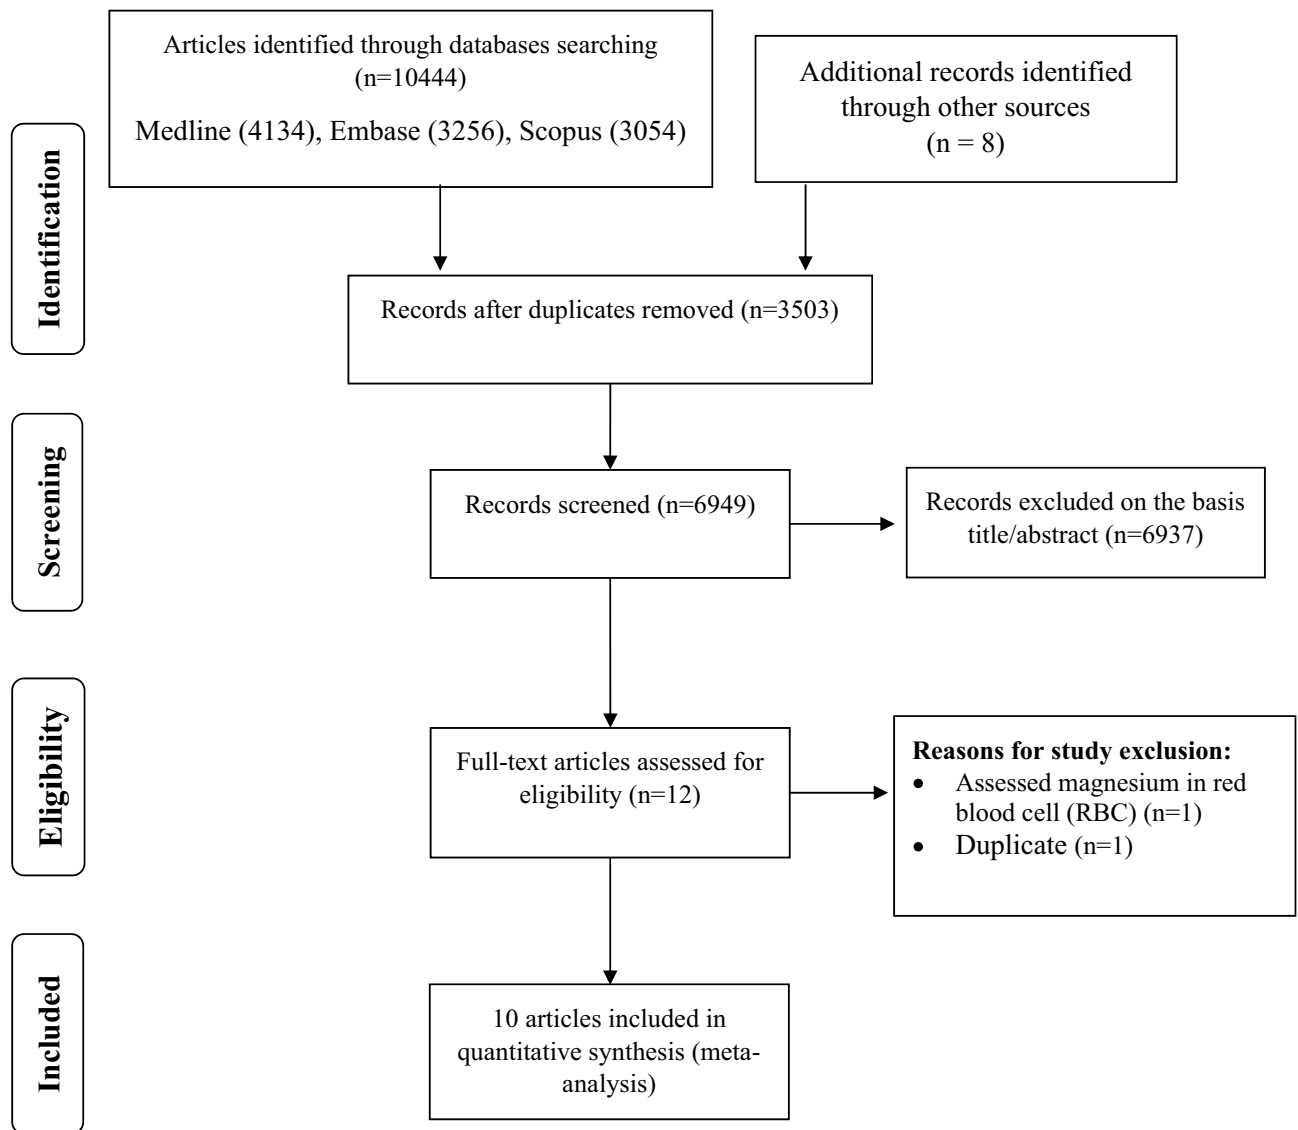 Articles identified through databases searching
(n=10444)
Medline (4134), Embase (3256), Scopus (3054)
Additional records identified
through other sources
(n = 8)
Identification
Records after duplicates removed (n=3503)
Screening
Records screened (n=6949)
Records excluded on the basis
title/abstract (n=6937)
Eligibility
Full-text articles assessed for
eligibility (n=12)
Reasons for study exclusion:
• Assessed magnesium in red
blood cell (RBC) (n=1)
• Duplicate (n=1)
Included
10 articles included in
quantitative synthesis (meta-
analysis)